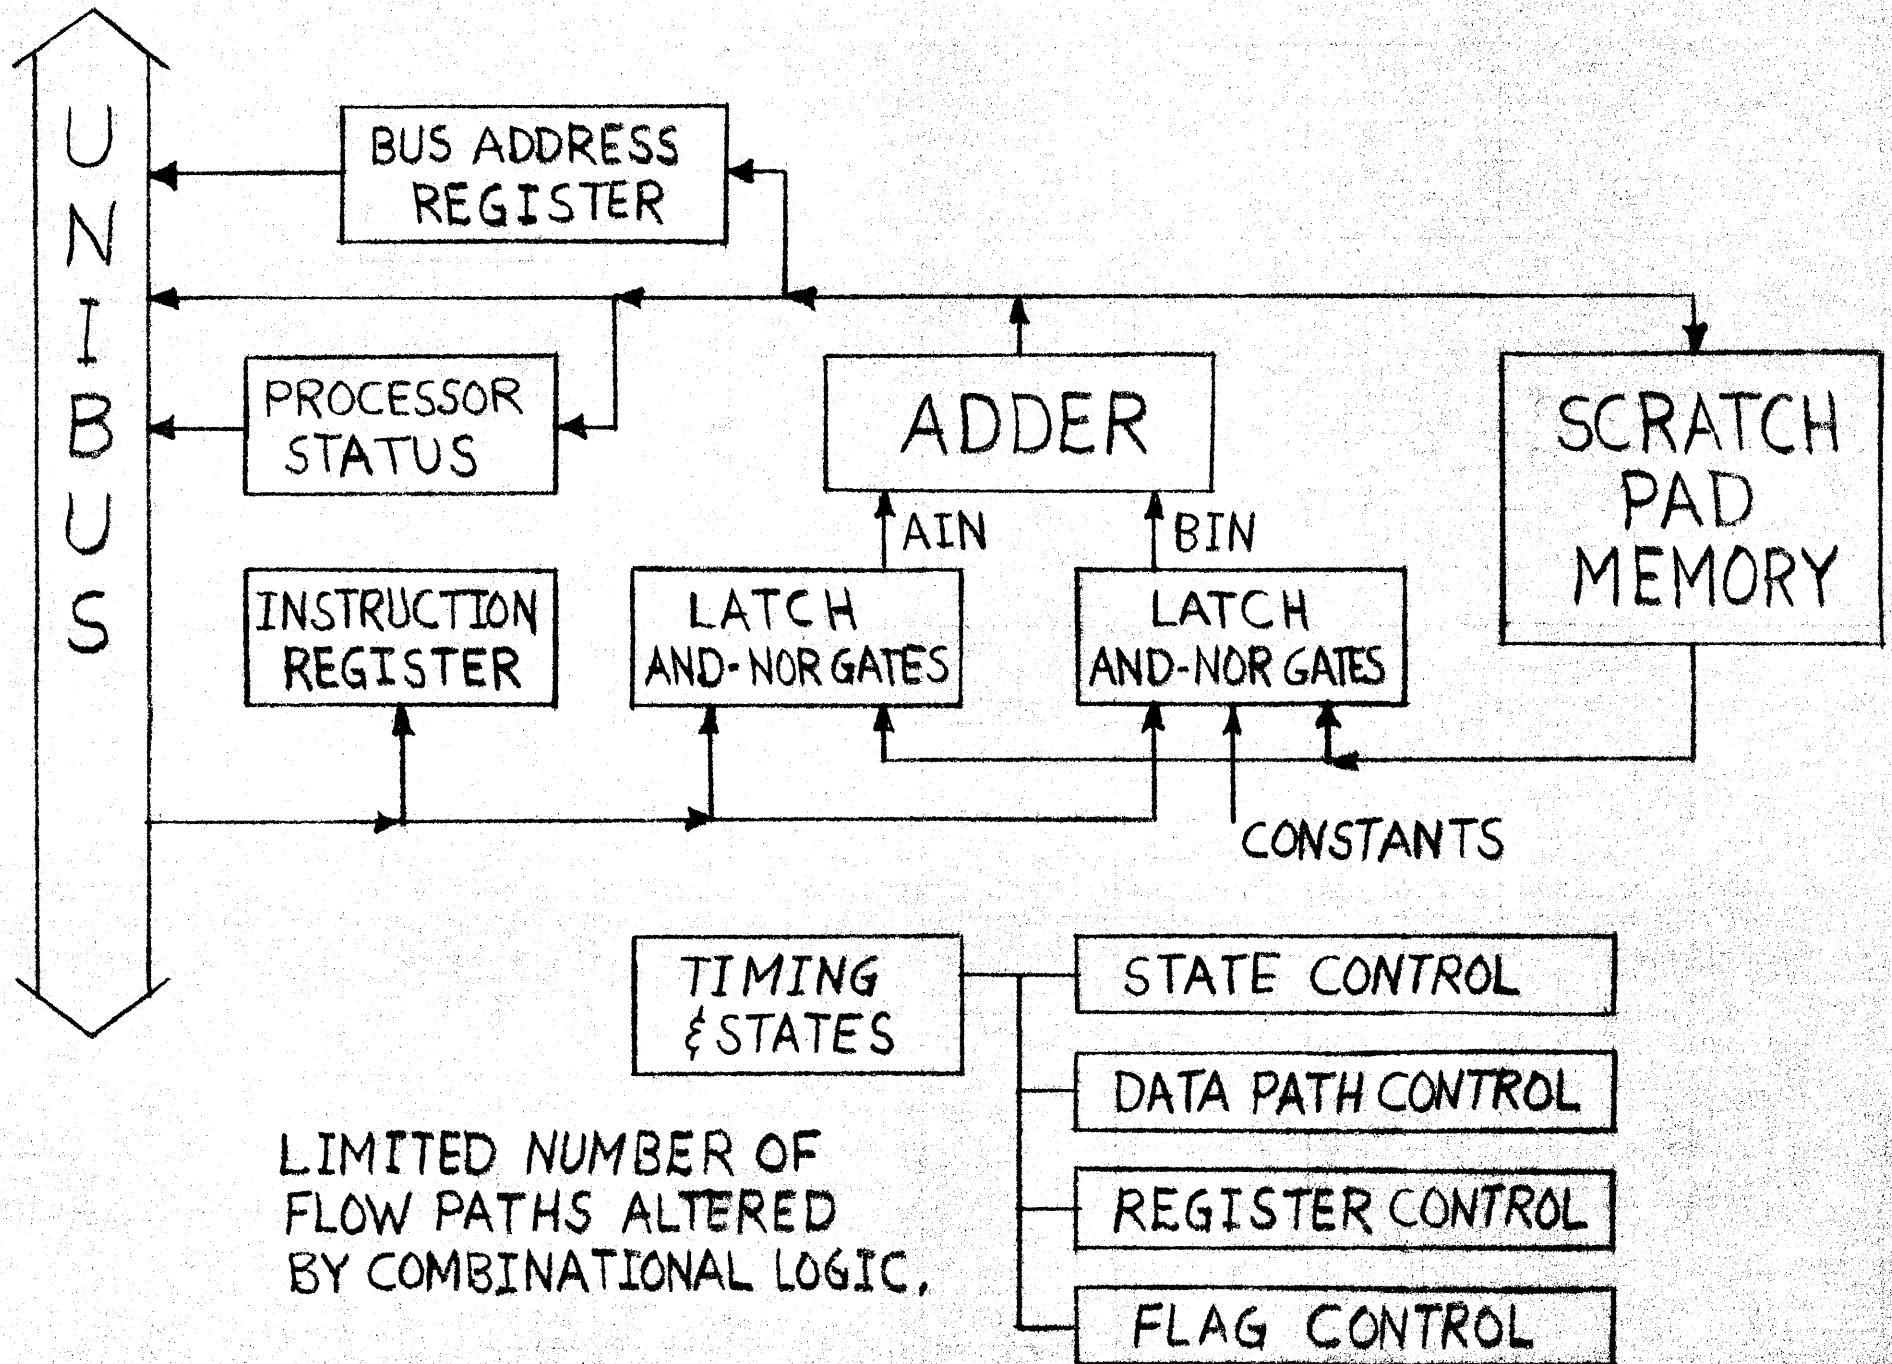 UNIBUS
BUS ADDRESS
REGISTER
PROCESSOR
STATUS
ADDER
SCRATCH
PAD
MEMORY
AIN
BIN
INSTRUCTION
REGISTER
LATCH
AND-NOR GATES
LATCH
AND-NOR GATES
CONSTANTS
TIMING
& STATES
STATE CONTROL
DATA PATH CONTROL
REGISTER CONTROL
FLAG CONTROL
LIMITED NUMBER OF
FLOW PATHS ALTERED
BY COMBINATIONAL LOGIC.